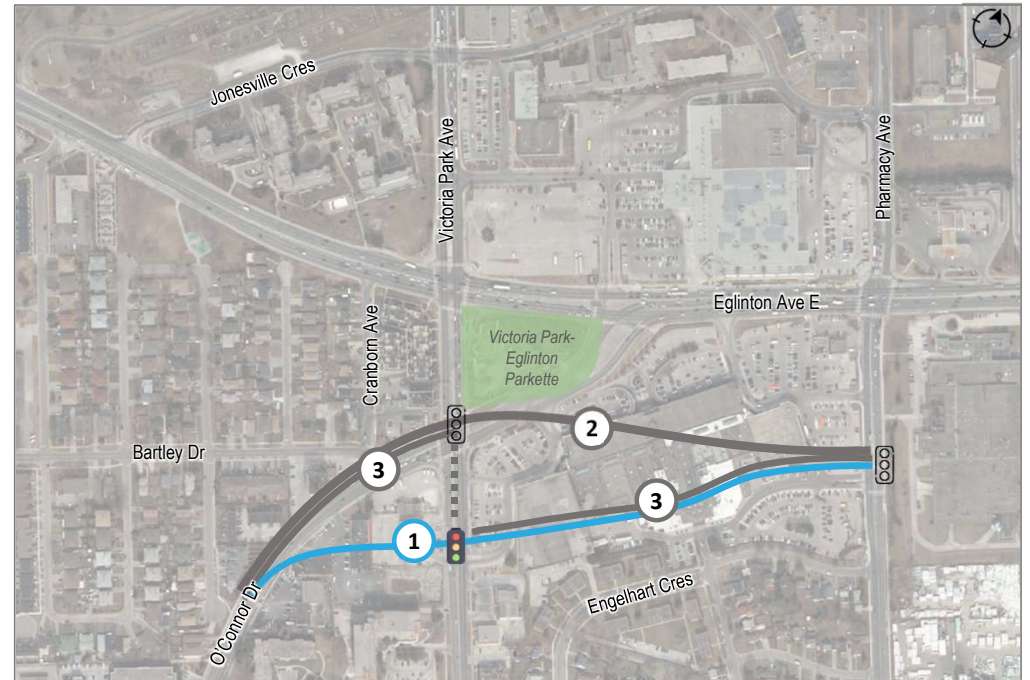 Jonesville Cres
Victoria Park Ave
Pharmacy Ave
Eglinton Ave E
Cranborn Ave
Victoria Park-
Eglinton
Parkette
2
Bartley Dr
3
3
1
Engelhart Cres
O'Connor Dr